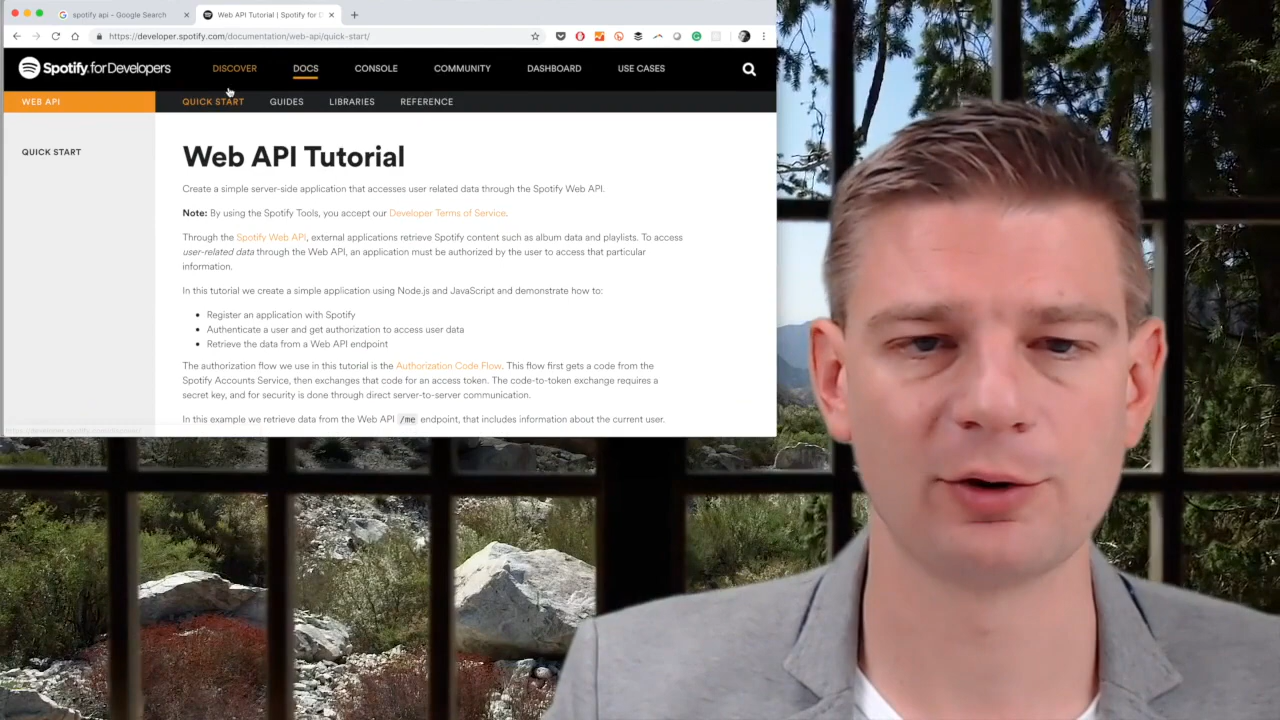 spotify api - Google Search
Web API Tutorial | Spotify for D
https://developer.spotify.com/documentation/web-api/quick-start/
Spotify for Developers
DISCOVER DOCS CONSOLE COMMUNITY DASHBOARD USE CASES
WEB API QUICK START GUIDES LIBRARIES REFERENCE
QUICK START
Web API Tutorial
Create a simple server-side application that accesses user related data through the Spotify Web API.
Note: By using the Spotify Tools, you accept our Developer Terms of Service.
Through the Spotify Web API, external applications retrieve Spotify content such as album data and playlists. To access
user-related data through the Web API, an application must be authorized by the user to access that particular
information.
In this tutorial we create a simple application using Node.js and JavaScript and demonstrate how to:
• Register an application with Spotify
• Authenticate a user and get authorization to access user data
• Retrieve the data from a Web API endpoint
The authorization flow we use in this tutorial is the Authorization Code Flow. This flow first gets a code from the
Spotify Accounts Service, then exchanges that code for an access token. The code-to-token exchange requires a
secret key, and for security is done through direct server-to-server communication.
In this example we retrieve data from the Web API /me endpoint, that includes information about the current user.